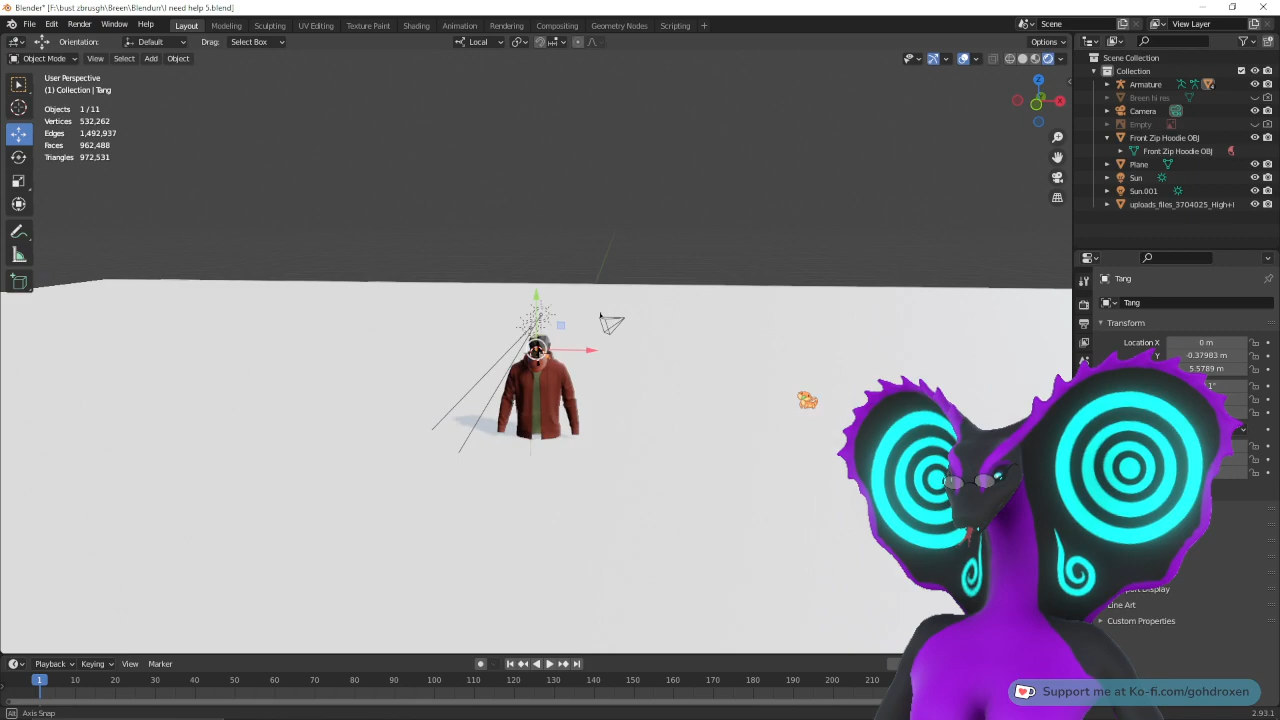 Blender* [F:\bust zbrusgh\Breen\Blendurr\I need help 5.blend]
File Edit Render Window Help Layout Modeling Sculpting UV Editing Texture Paint Shading Animation Rendering Compositing Geometry Nodes Scripting + Scene View Layer
Orientation: Default Drag: Select Box Local Options
Object Mode View Select Add Object
User Perspective
(1) Collection | Tang
Objects 1/11
Vertices 532,262
Edges 1,492,937
Faces 962,488
Triangles 972,531
Z
Scene Collection
Collection
Armature
Breen hi res
Camera
Empty
Front Zip Hoodie OBJ
Front Zip Hoodie OBJ
Plane
Sun
Sun.001
uploads_files_3704025_High+I
Tang
Tang
Transform
Location X 0 m
Y -0.37983 m
5.5789 m
Display
Line Art
Custom Properties
Playback Keying View Marker
1 10 20 30 40 50 60 70 80 90 100 110 120 130 140 150 160 170 180 190 200 210
Support me at Ko-fi.com/gohdroxen
Axis Snap
2.93.1